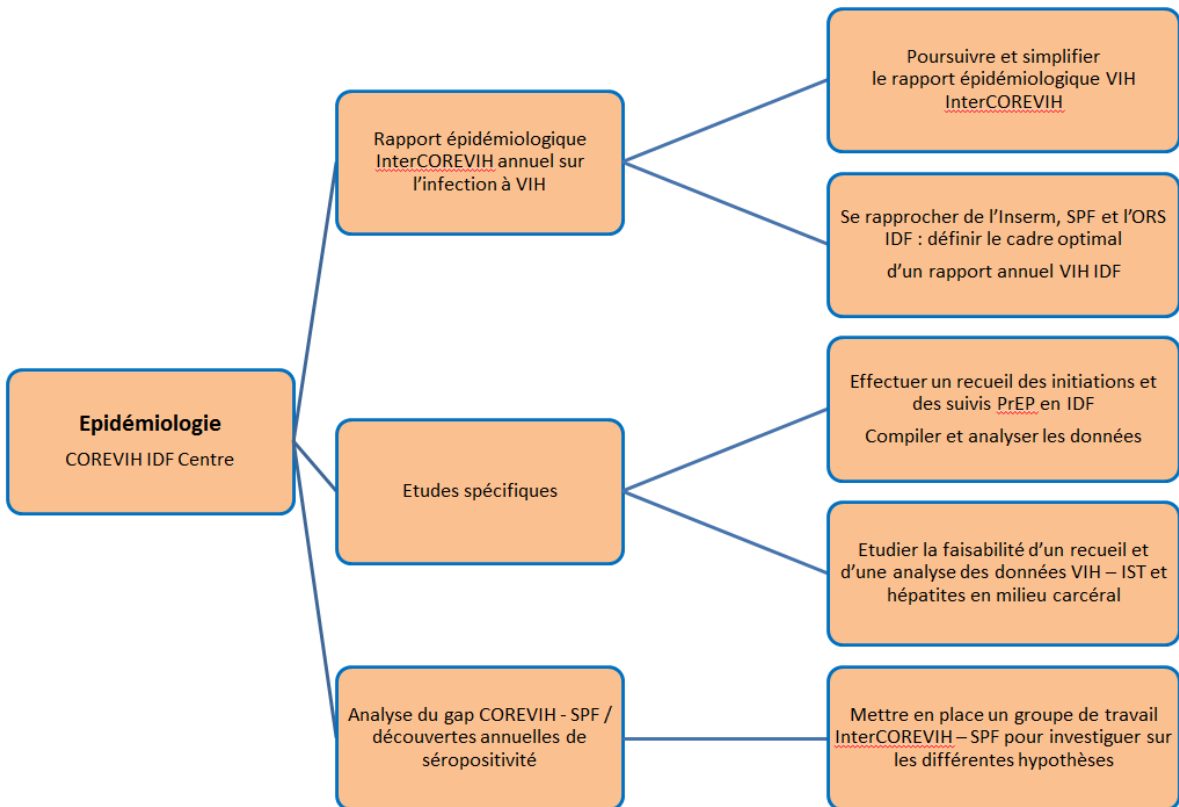 Epidémiologie
COREVIH IDF Centre
Rapport épidémiologique
InterCOREVIH annuel sur
l'infection à VIH
Poursuivre et simplifier
le rapport épidémiologique VIH
InterCOREVIH
Se rapprocher de l'Inserm, SPF et l'ORS
IDF : définir le cadre optimal
d'un rapport annuel VIH IDF
Etudes spécifiques
Effectuer un recueil des initiations et
des suivis PrEP en IDF
Compiler et analyser les données
Etudier la faisabilité d'un recueil et
d'une analyse des données VIH – IST et
hépatites en milieu carcéral
Analyse du gap COREVIH - SPF /
découvertes annuelles de
séropositivité
Mettre en place un groupe de travail
InterCOREVIH – SPF pour investiguer sur
les différentes hypothèses